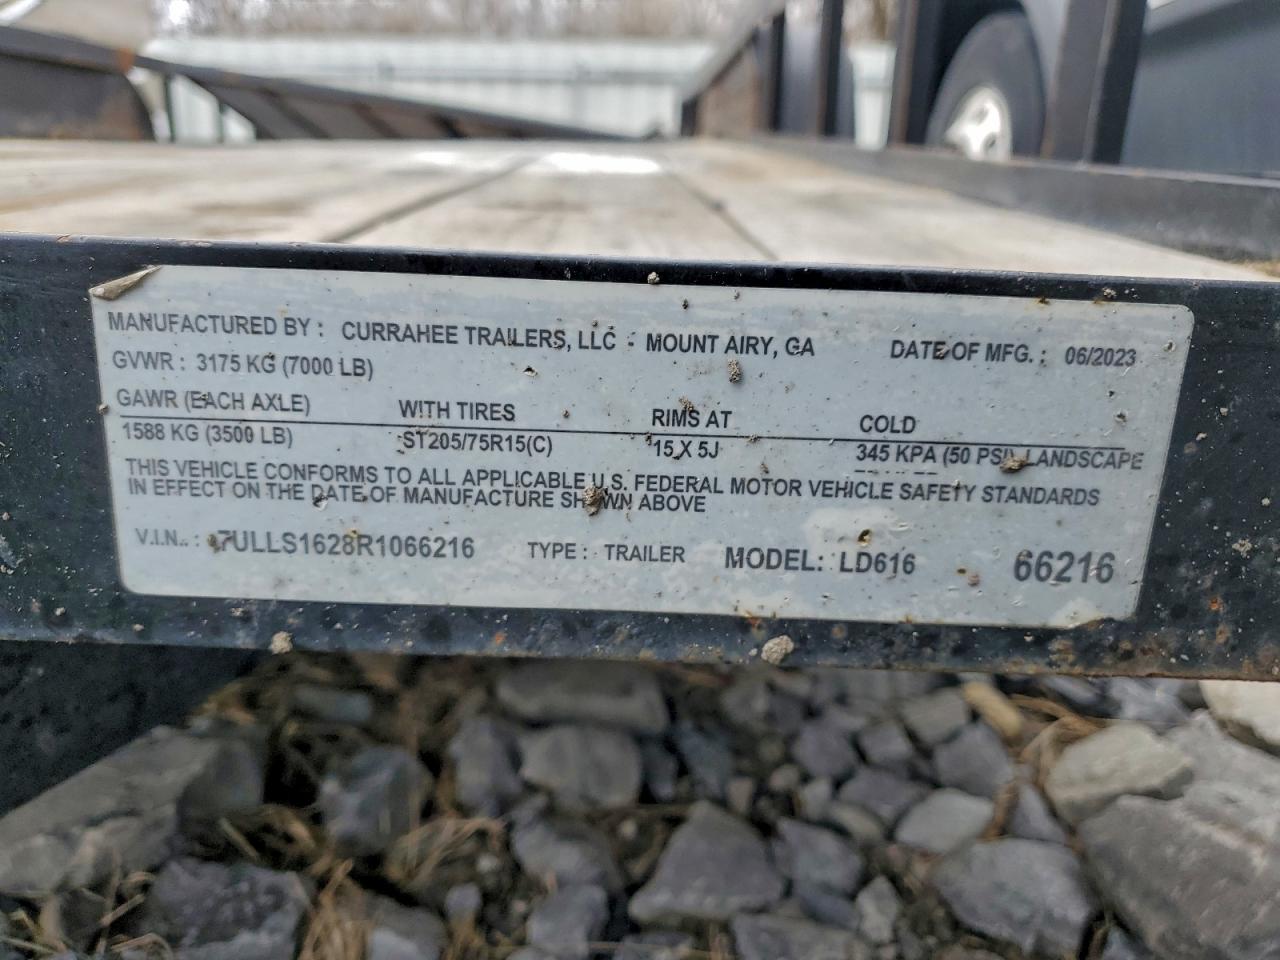 MANUFACTURED BY : CURRAHEE TRAILERS, LLC - MOUNT AIRY, GA DATE OF MFG. : 06/2023
GVWR : 3175 KG (7000 LB)
GAWR (EACH AXLE) WITH TIRES RIMS AT COLD
1588 KG (3500 LB) ST205/75R15(C) 15 X 5J 345 KPA (50 PSI) LANDSCAPE
THIS VEHICLE CONFORMS TO ALL APPLICABLE U.S. FEDERAL MOTOR VEHICLE SAFETY STANDARDS
IN EFFECT ON THE DATE OF MANUFACTURE SHOWN ABOVE
V.I.N.. : 7ULLS1628R1066216 TYPE : TRAILER MODEL: LD616 66216